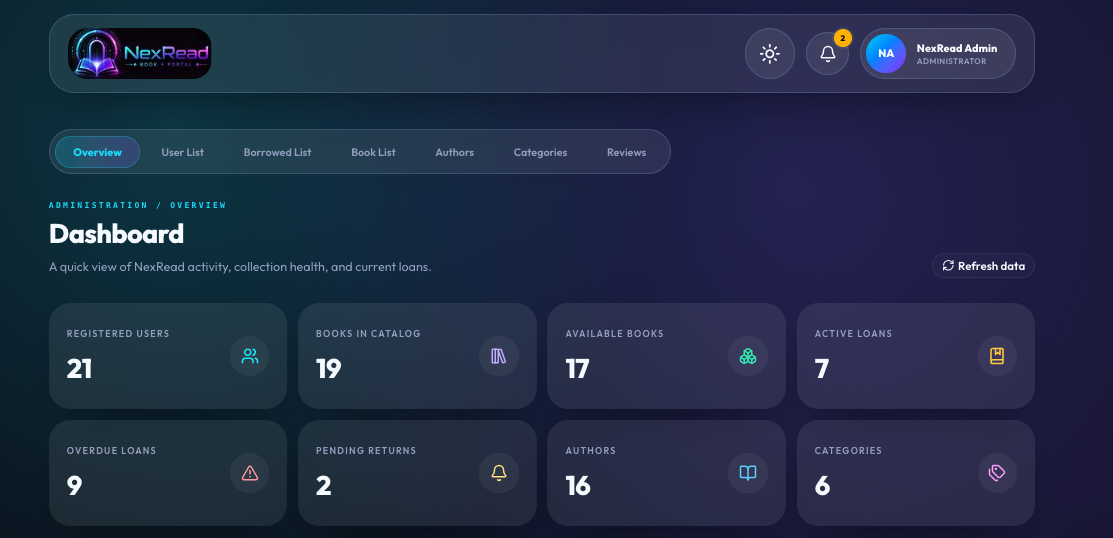 NexRead
BOOK PORTAL
2
NA
NexRead Admin
ADMINISTRATOR
Overview
User List
Borrowed List
Book List
Authors
Categories
Reviews
ADMINISTRATION / OVERVIEW
Dashboard
A quick view of NexRead activity, collection health, and current loans.
Refresh data
REGISTERED USERS
21
BOOKS IN CATALOG
19
AVAILABLE BOOKS
17
ACTIVE LOANS
7
OVERDUE LOANS
9
PENDING RETURNS
2
AUTHORS
16
CATEGORIES
6